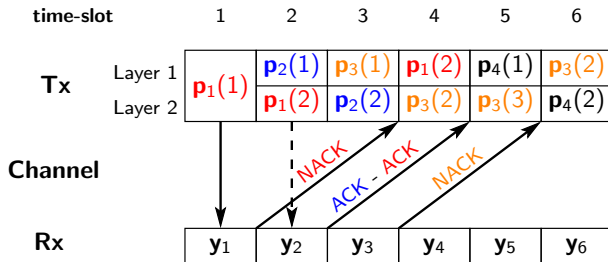 time-slot 1 2 3 4 5 6
Layer 1 p₂(1) p₃(1) p₁(2) p₄(1) p₃(2)
Tx p₁(1)
Layer 2 p₁(2) p₂(2) p₃(2) p₃(3) p₄(2)
NACK ACK - ACK NACK
Channel
Rx y₁ y₂ y₃ y₄ y₅ y₆